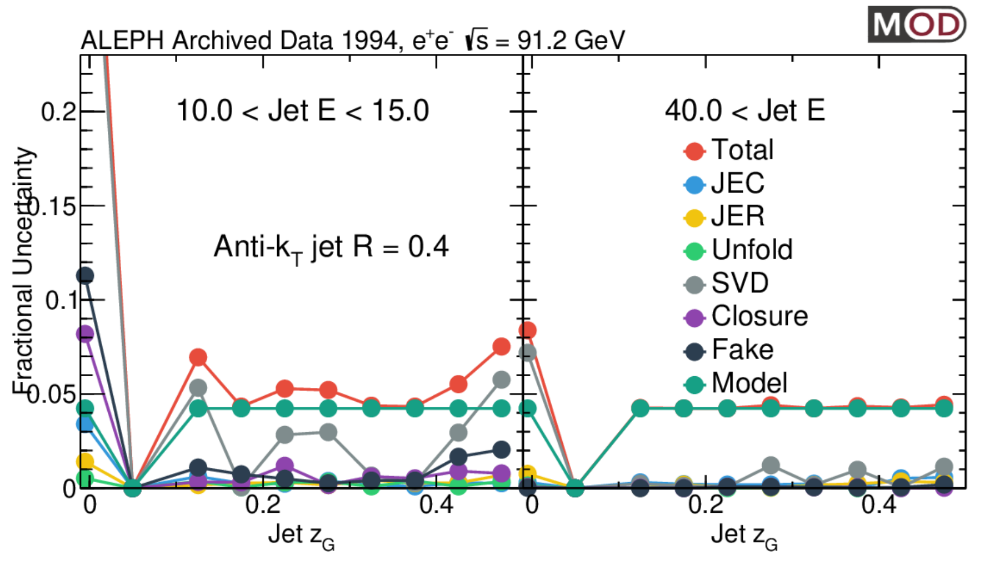 MOD
ALEPH Archived Data 1994, e⁺e⁻ √s = 91.2 GeV
Fractional Uncertainty
0.2
0.15
0.1
0.05
0
10.0 < Jet E < 15.0
Anti-k_T jet R = 0.4
0 0.2 0.4
Jet z_G
40.0 < Jet E
Total
JEC
JER
Unfold
SVD
Closure
Fake
Model
0 0.2 0.4
Jet z_G